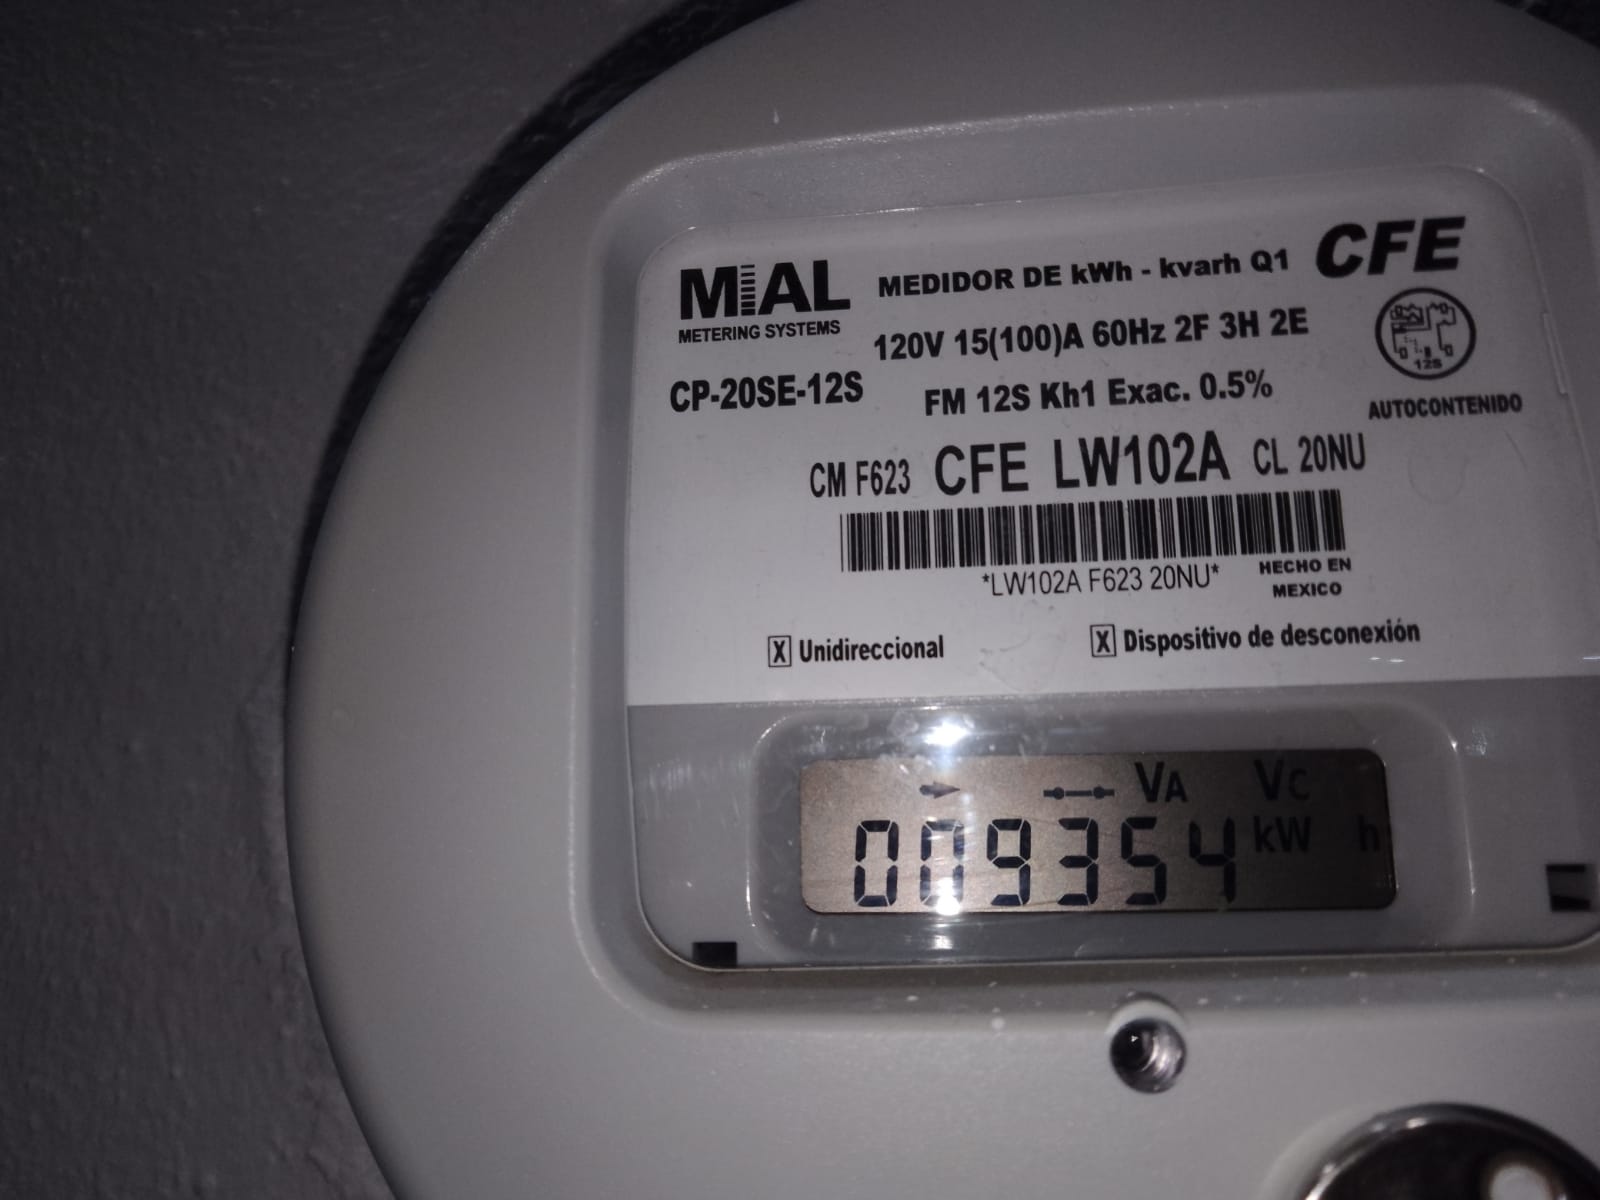 MIAL
METERING SYSTEMS
MEDIDOR DE kWh - kvarh Q1
CFE
120V 15(100)A 60Hz 2F 3H 2E
12S
CP-20SE-12S
FM 12S Kh1 Exac. 0.5%
AUTOCONTENIDO
CM F623 CFE LW102A CL 20NU
*LW102A F623 20NU*
HECHO EN
MEXICO
X Unidireccional
X Dispositivo de desconexión
VA VC
009354 kW h